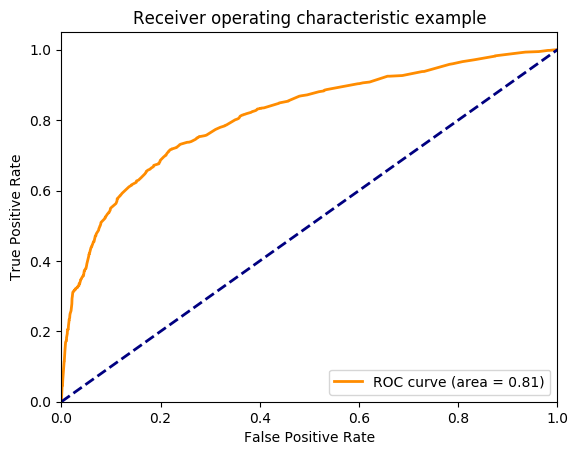 Receiver operating characteristic example
True Positive Rate
1.0
0.8
0.6
0.4
0.2
0.0
ROC curve (area = 0.81)
0.0 0.2 0.4 0.6 0.8 1.0
False Positive Rate